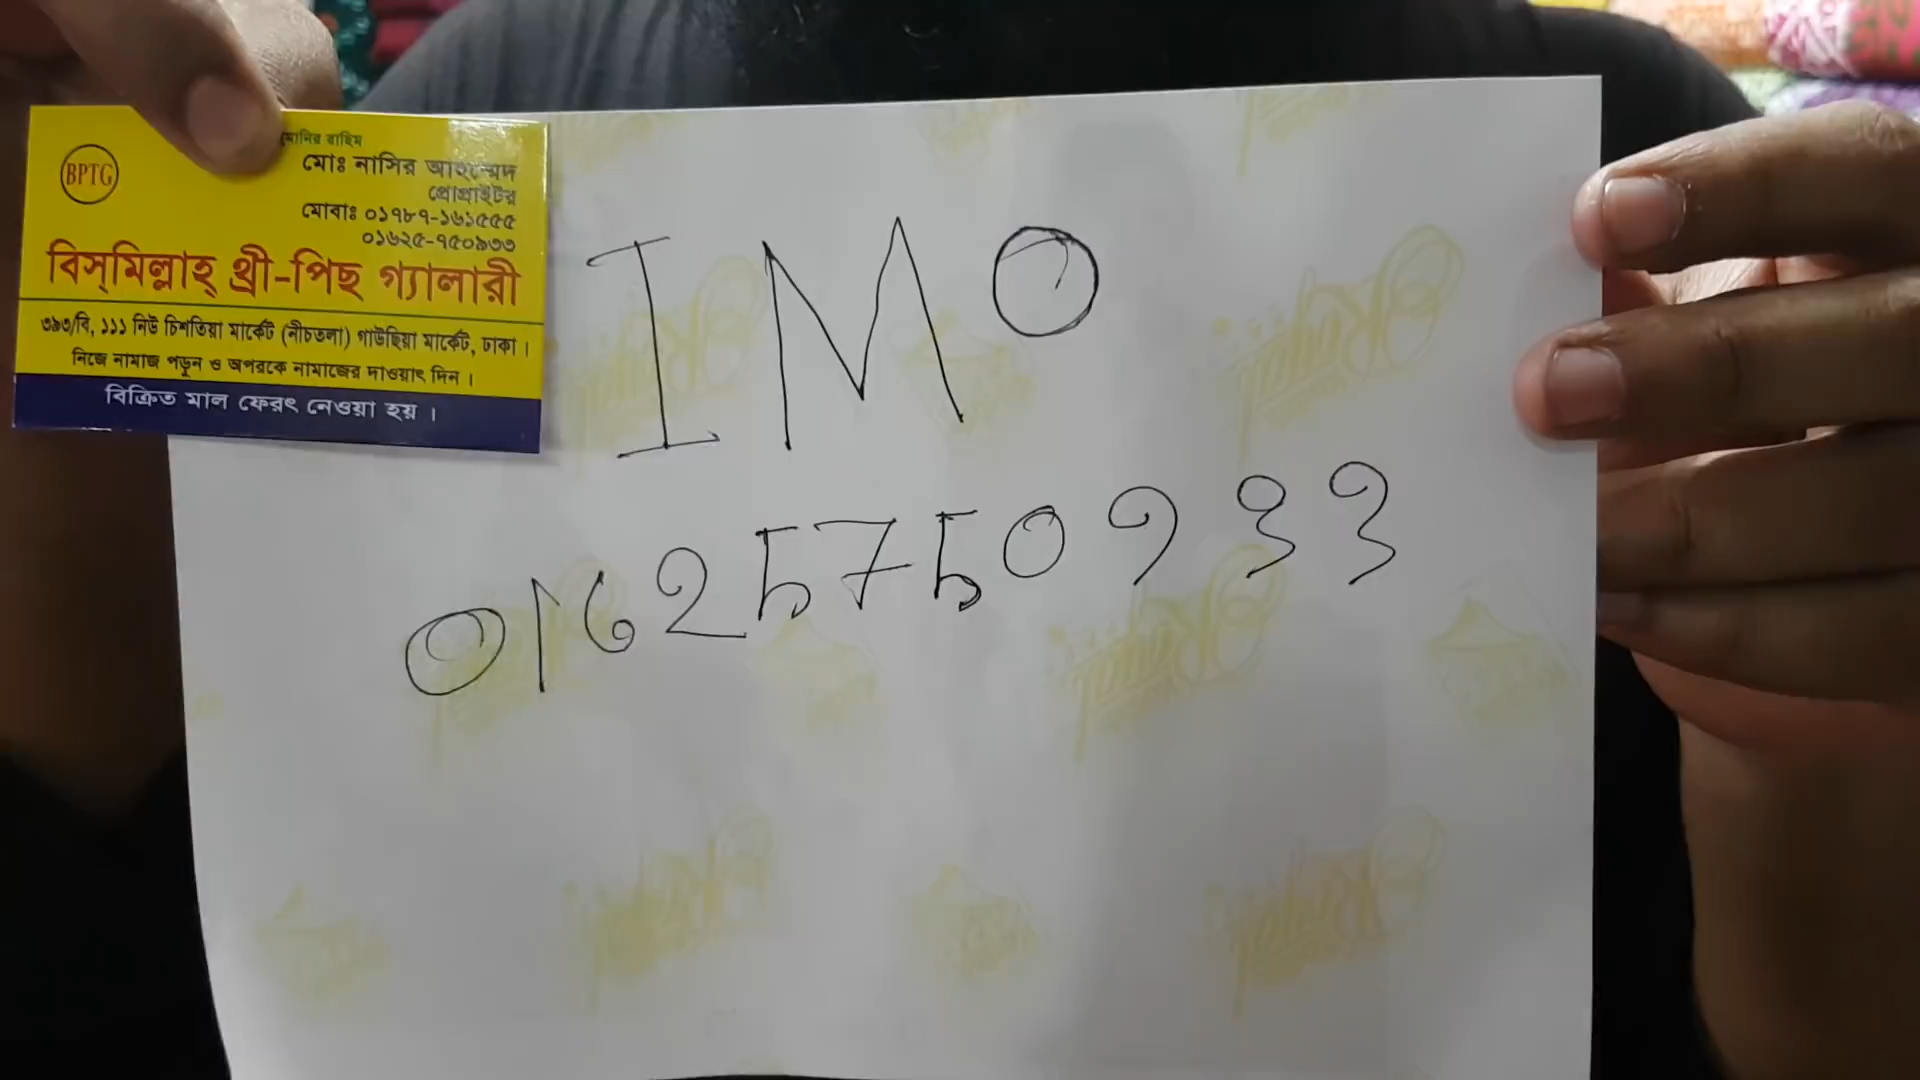 BPTG
মোঃ নাসির আহম্মেদ
প্রোপ্রাইটর
মোবাঃ ০১৭৮৭-১৬১৫৫৫
০১৬২৫-৭৫০৯৩৩
বিস্‌মিল্লাহ্ থ্রী-পিছ গ্যালারী
৩৯৩/বি, ১১১ নিউ চিশতিয়া মার্কেট (নীচতলা) গাউছিয়া মার্কেট, ঢাকা।
নিজে নামাজ পড়ুন ও অপরকে নামাজের দাওয়াৎ দিন।
বিক্রিত মাল ফেরৎ নেওয়া হয়।
IMO
01625750933